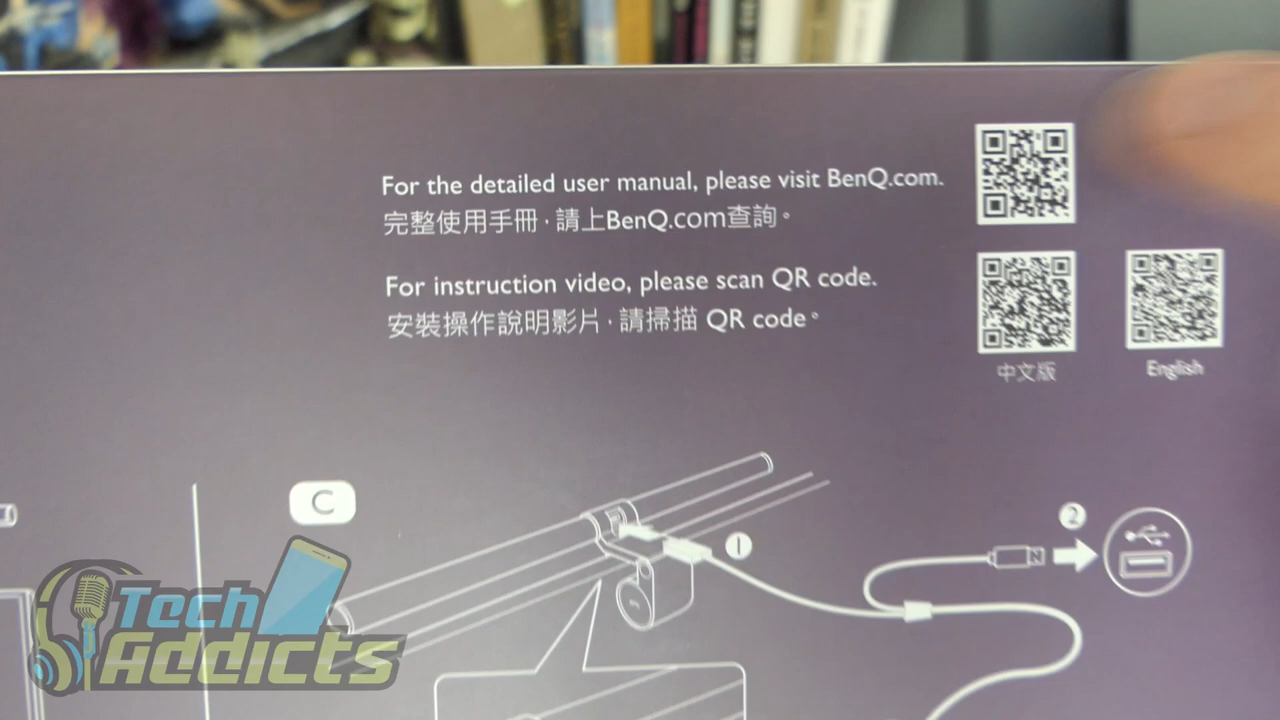 For the detailed user manual, please visit BenQ.com.
完整使用手冊，請上BenQ.com查詢。
For instruction video, please scan QR code.
安裝操作說明影片，請掃描 QR code。
中文版
English
C
1
2
Tech
Addicts